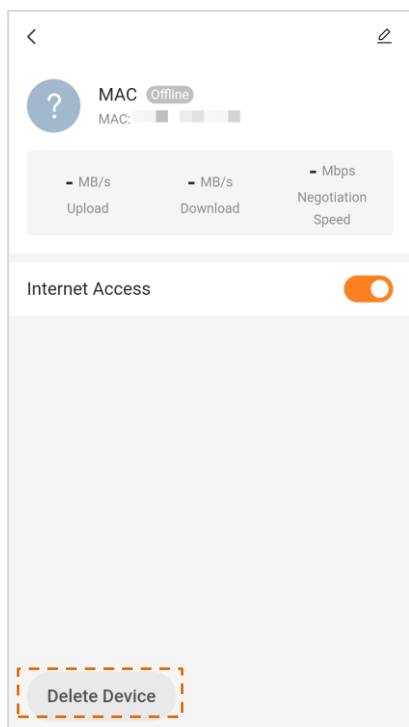 MAC Offline
?
MAC:
- MB/s
Upload
- MB/s
Download
- Mbps
Negotiation
Speed
Internet Access
Delete Device